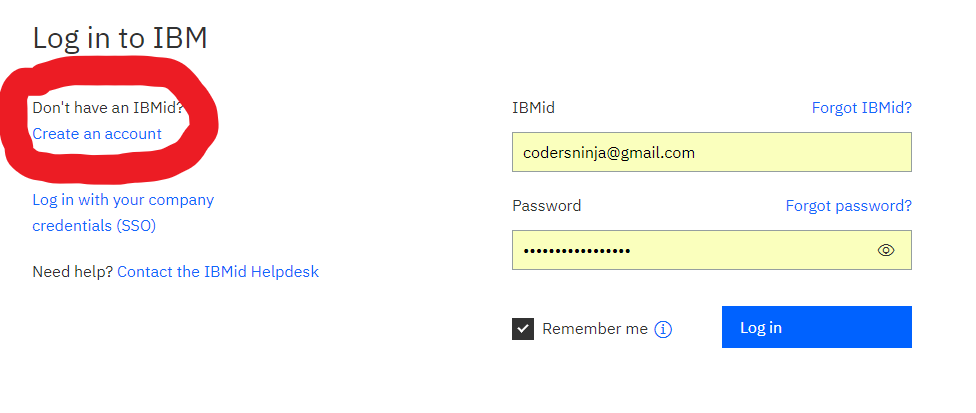 Log in to IBM
Don't have an IBMid?
Create an account
Log in with your company
credentials (SSO)
Need help? Contact the IBMid Helpdesk
IBMid Forgot IBMid?
codersninja@gmail.com
Password Forgot password?
•••••••••••••••••
Remember me
Log in